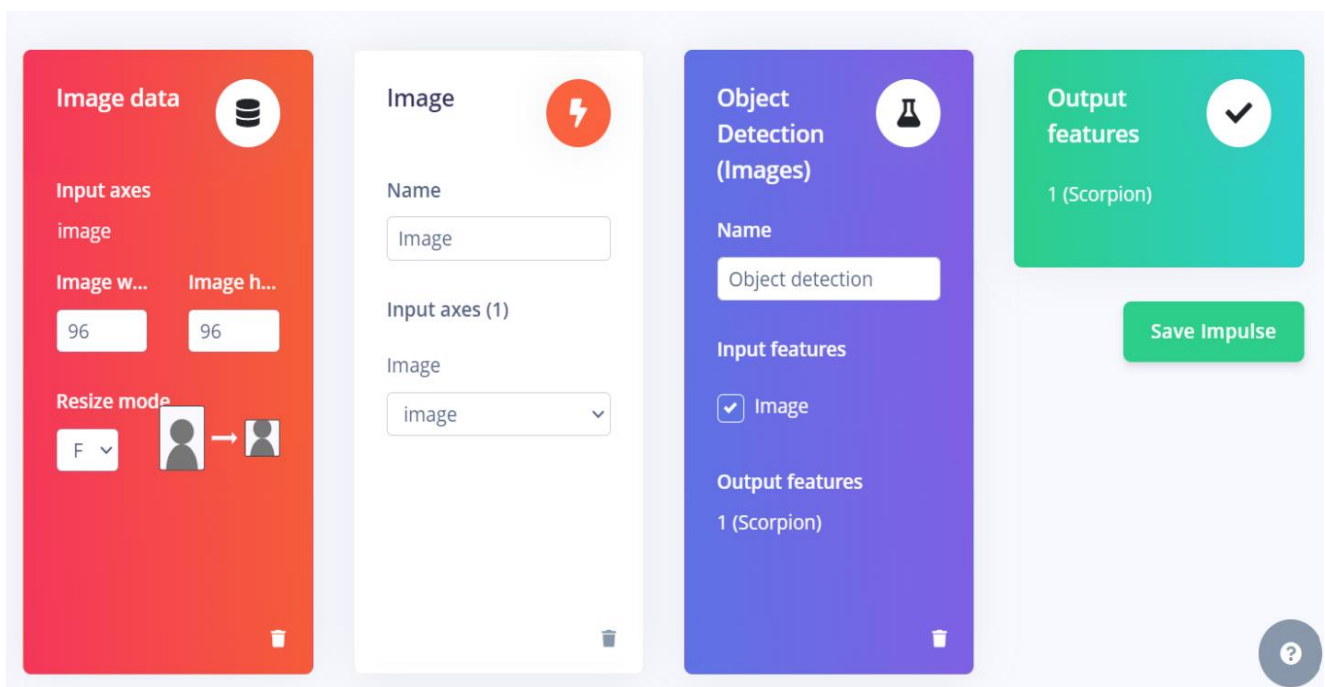 Image data
Input axes
image
Image w... Image h...
96 96
Resize mode
F
Image
Name
Image
Input axes (1)
Image
image
Object
Detection
(Images)
Name
Object detection
Input features
Image
Output features
1 (Scorpion)
Output
features
1 (Scorpion)
Save Impulse
?